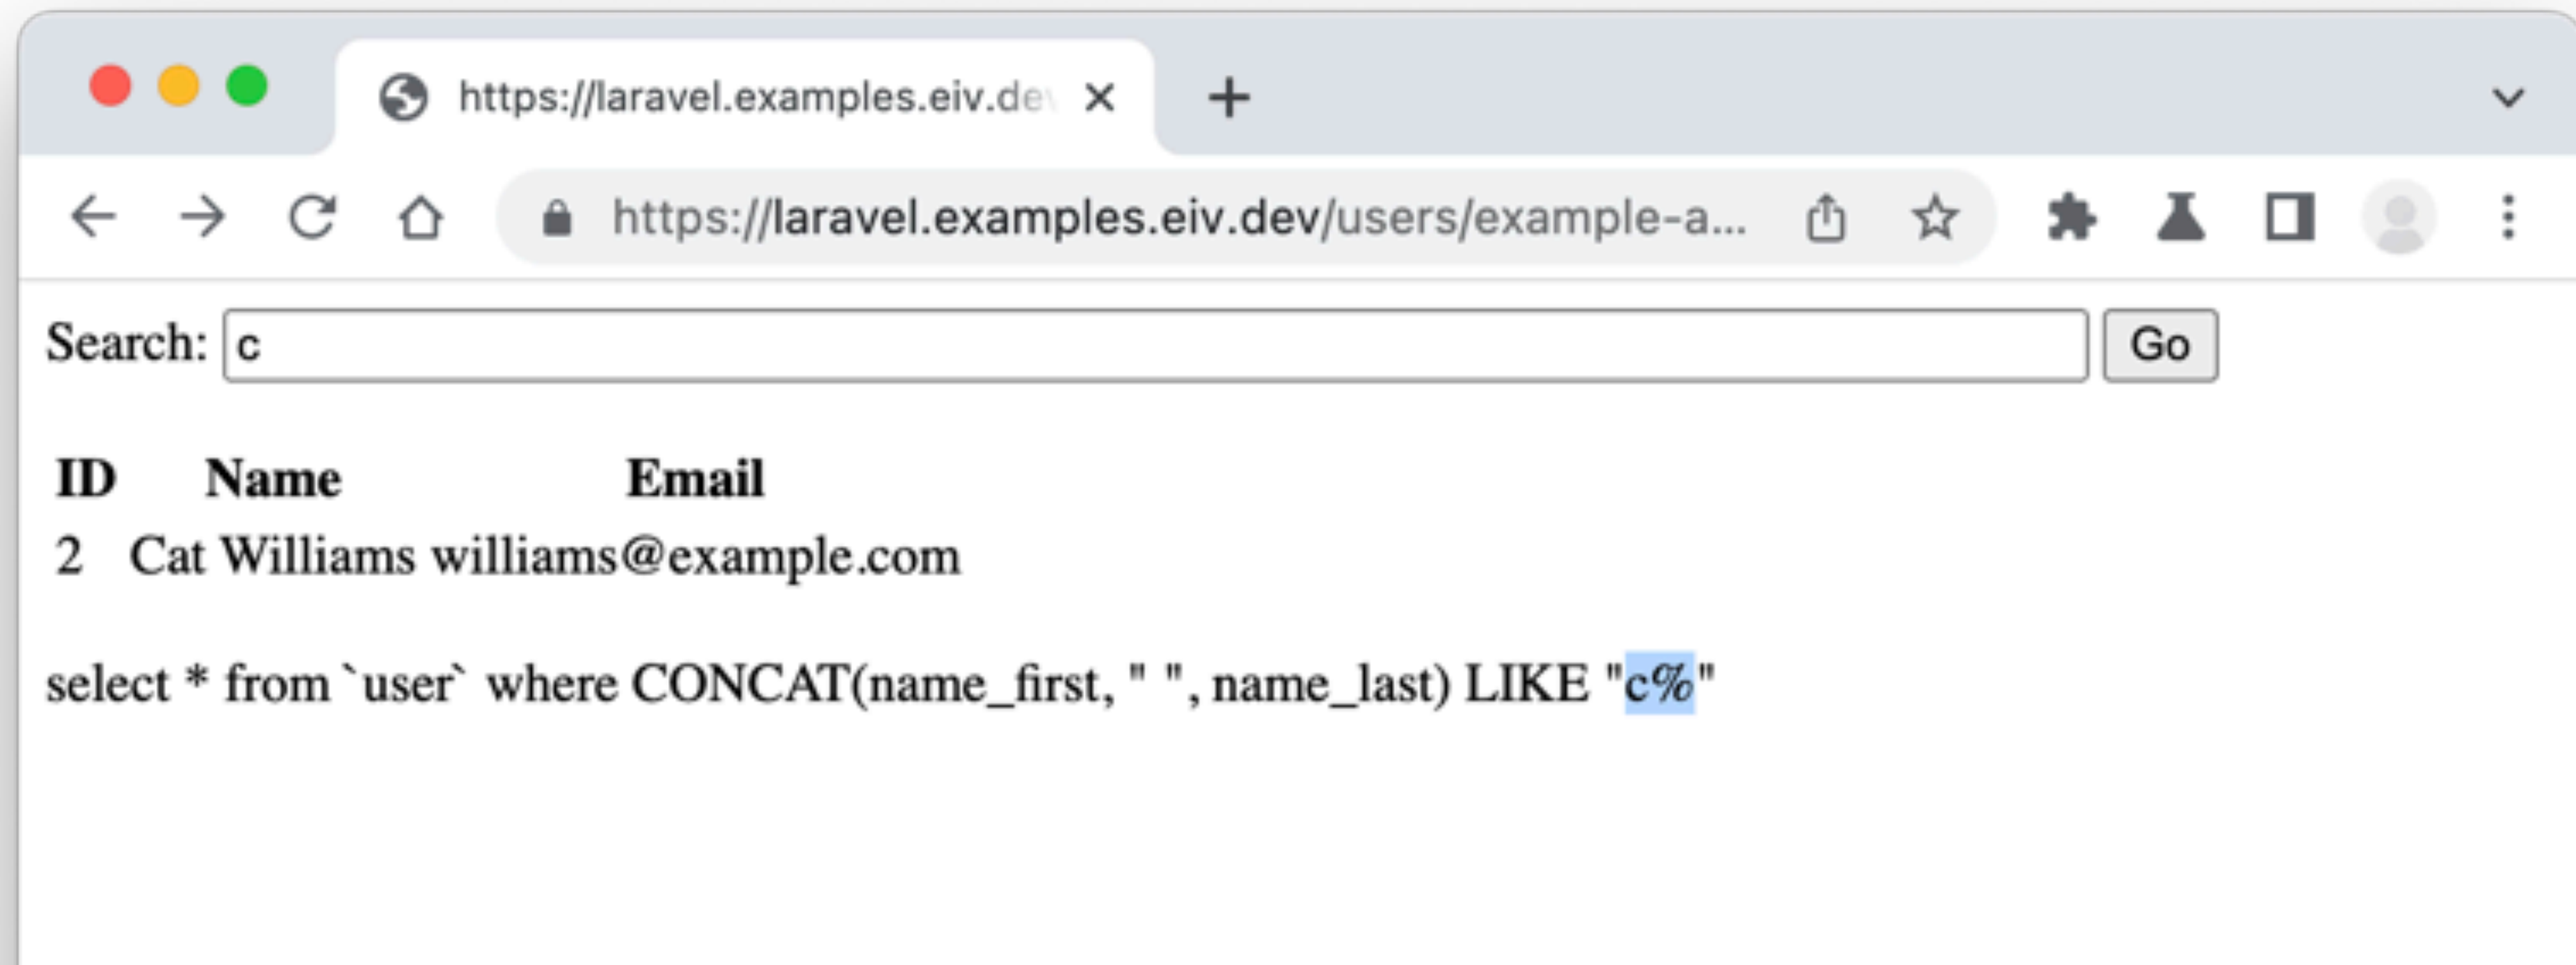 https://laravel.examples.eiv.dev
https://laravel.examples.eiv.dev/users/example-a...
Search: c Go
ID Name Email
2 Cat Williams williams@example.com
select * from `user` where CONCAT(name_first, " ", name_last) LIKE "c%"